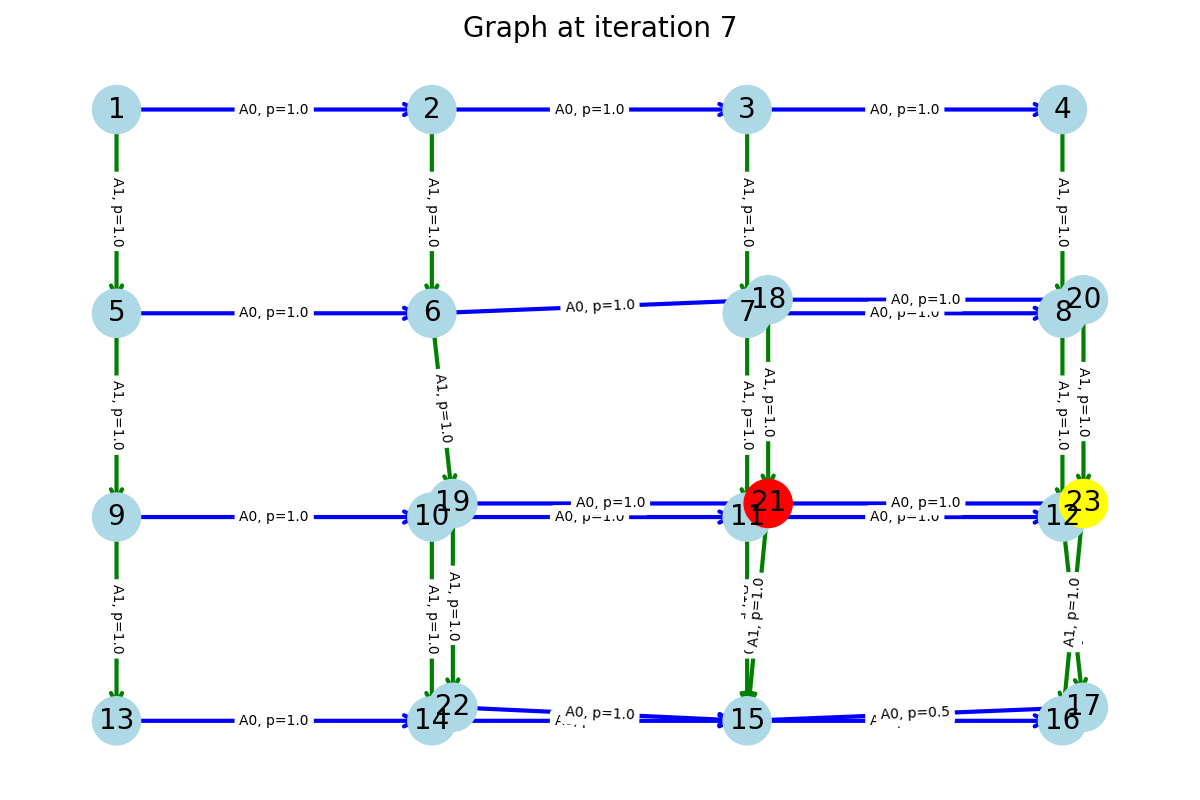 Graph at iteration 7
1 A0, p=1.0 2 A0, p=1.0 3 A0, p=1.0 4
A1, p=1.0 A1, p=1.0 A1, p=1.0 A1, p=1.0
18 A0, p=1.0 20
5 A0, p=1.0 6 A0, p=1.0 7 A0, p=1.0 8
A1, p=1.0 A1, p=1.0 A1, p=1.0 A1, p=1.0 A1, p=1.0 A1, p=1.0
19 A0, p=1.0 21 A0, p=1.0 23
9 A0, p=1.0 10 A0, p=1.0 11 A0, p=1.0 12
A1, p=1.0 A1, p=1.0 A1, p=1.0 A1, p=1.0 A1, p=1.0
22 A0, p=1.0 A0, p=0.5 17
13 A0, p=1.0 14 15 16